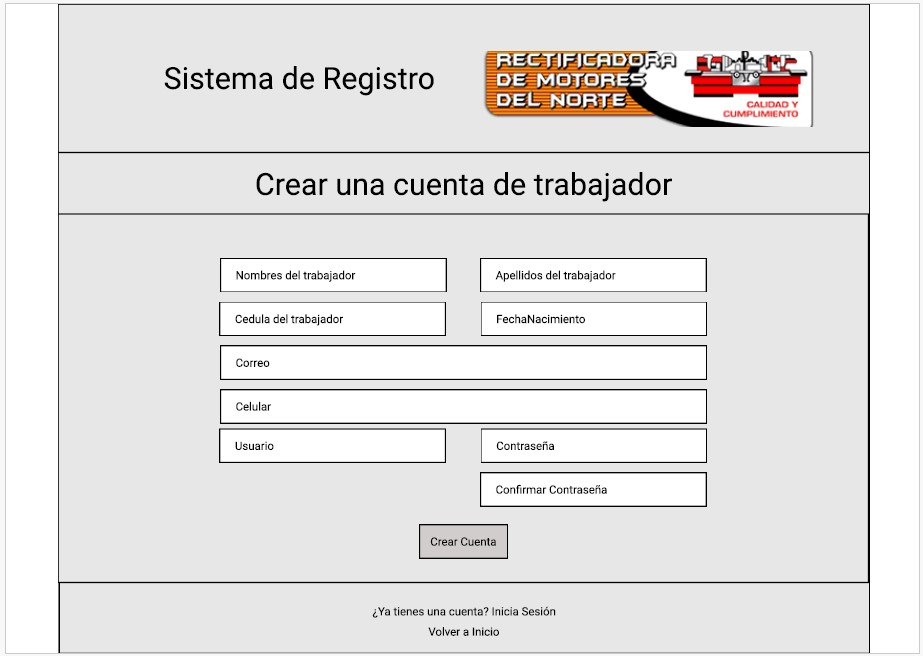 Sistema de Registro
RECTIFICADORA
DE MOTORES
DEL NORTE
CALIDAD Y
CUMPLIMIENTO
Crear una cuenta de trabajador
Nombres del trabajador
Apellidos del trabajador
Cedula del trabajador
FechaNacimiento
Correo
Celular
Usuario
Contraseña
Confirmar Contraseña
Crear Cuenta
¿Ya tienes una cuenta? Inicia Sesión
Volver a Inicio